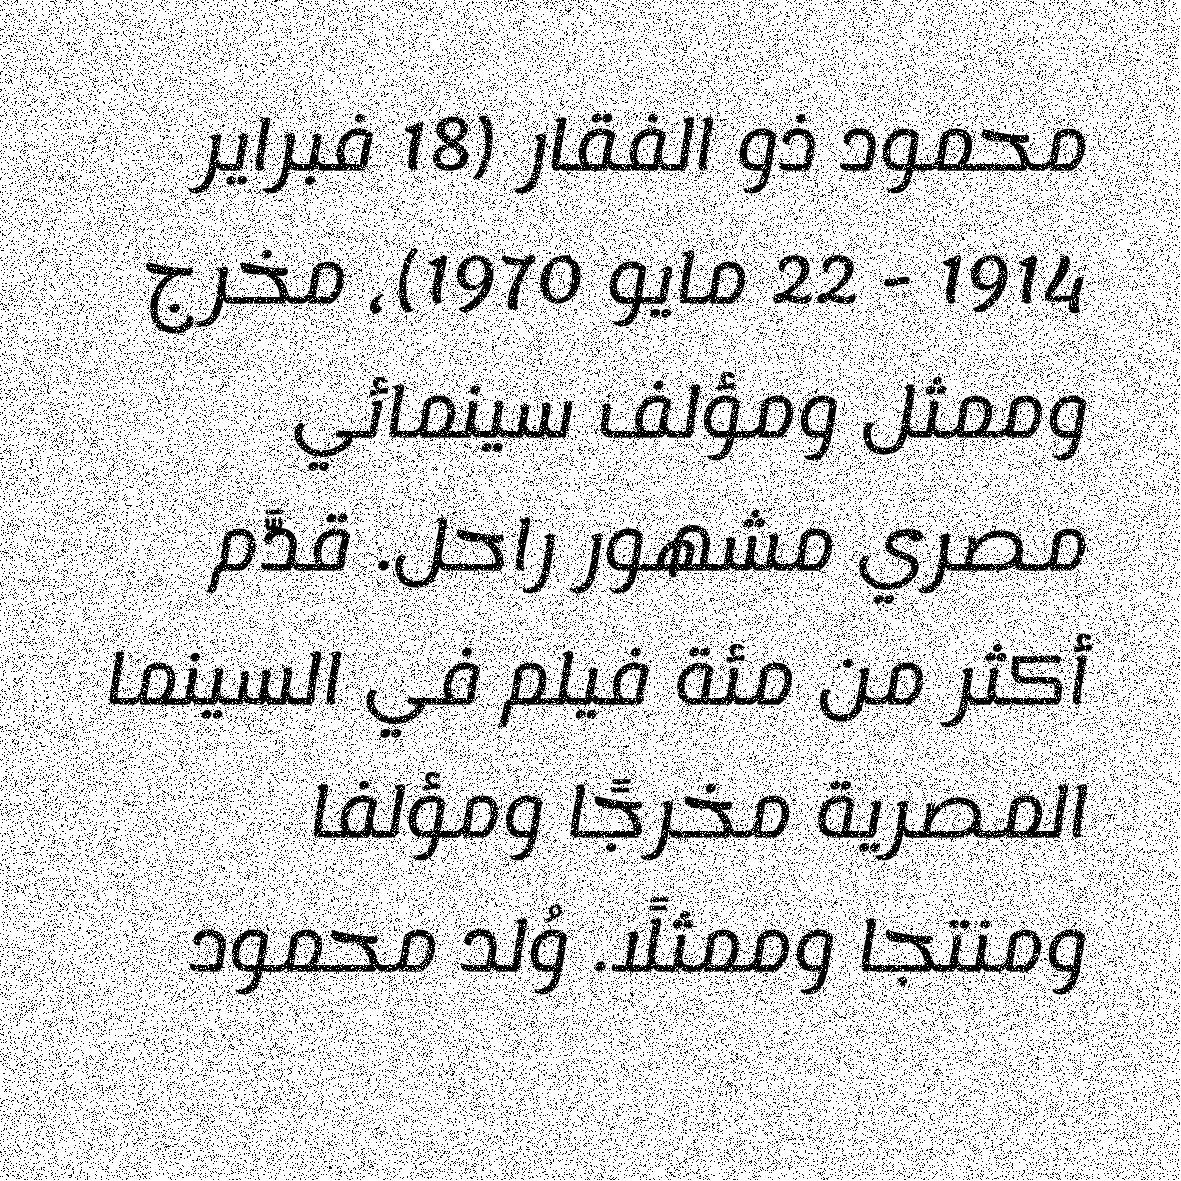 محمود ذو الفقار (18 فبراير
1914 - 22 مايو 1970)، مخرج
وممثل ومؤلف سينمائي
مصري مشهور راحل. قدَّم
أكثر من مئة فيلم في السينما
المصرية مخرجًا ومؤلفا
ومنتجا وممثلًا. وُلد محمود